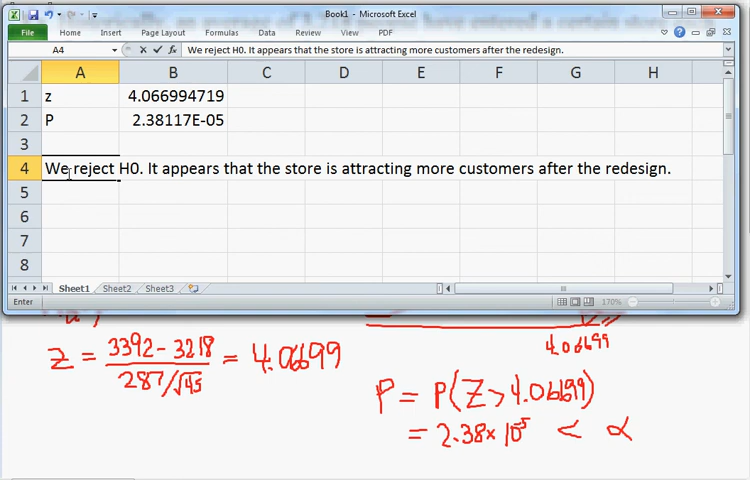 Book1 - Microsoft Excel
File Home Insert Page Layout Formulas Data Review View PDF
A4 fx We reject H0. It appears that the store is attracting more customers after the redesign.
A B C D E F G H
1 z 4.066994719
2 P 2.38117E-05
3
4 We reject H0. It appears that the store is attracting more customers after the redesign.
5
6
7
8
Sheet1 Sheet2 Sheet3
Enter 170%
4.06699
z = 3392 - 3218 / 287/√45 = 4.06699
P = P(Z > 4.06699)
= 2.38 × 10⁻⁵ < α